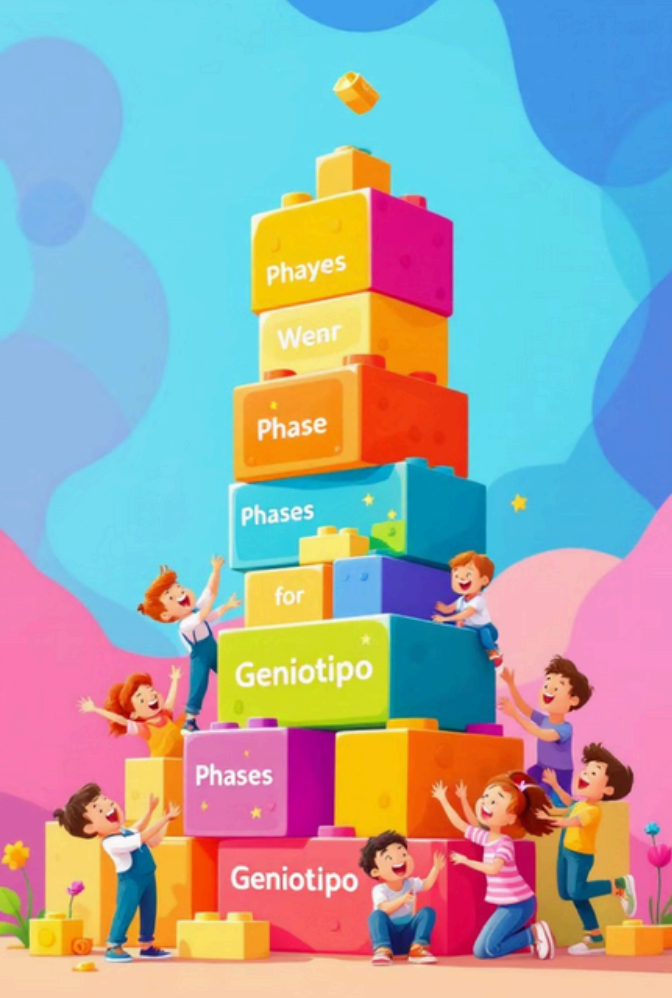 Phayes
Wenr
Phase
Phases
for
Geniotipo
Phases
Geniotipo